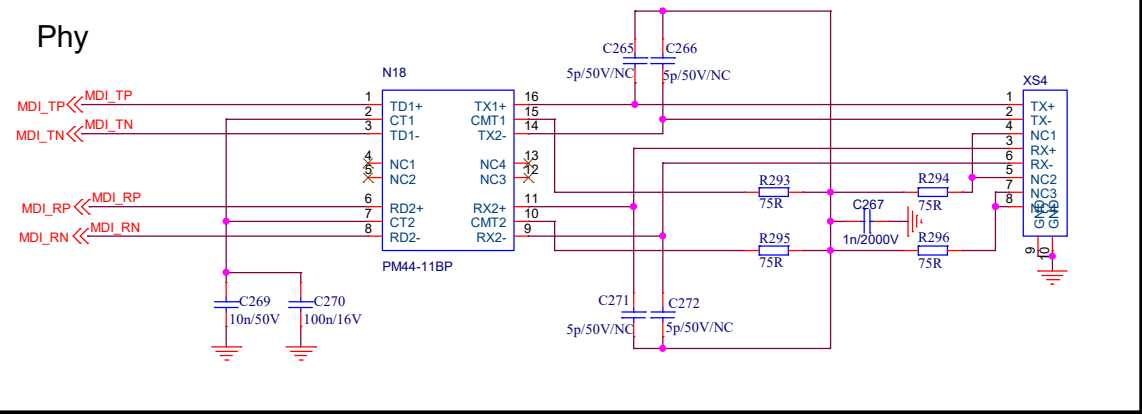 Phy
C265
C266
5p/50V/NC
5p/50V/NC
N18
XS4
MDI_TP
MDI_TP
1
TD1+
TX1+
16
1
TX+
2
CT1
CMT1
15
2
TX-
MDI_TN
MDI_TN
3
TD1-
TX2-
14
4
NC1
3
RX+
4
NC1
NC4
13
6
RX-
5
NC2
NC3
12
5
NC2
R293
R294
7
NC3
75R
75R
8
MDI_RP
MDI_RP
6
RD2+
RX2+
11
C267
GND
GND
7
CT2
CMT2
10
1n/2000V
MDI_RN
MDI_RN
8
RD2-
RX2-
9
R295
R296
75R
75R
9
10
PM44-11BP
C269
C270
10n/50V
100n/16V
C271
C272
5p/50V/NC
5p/50V/NC